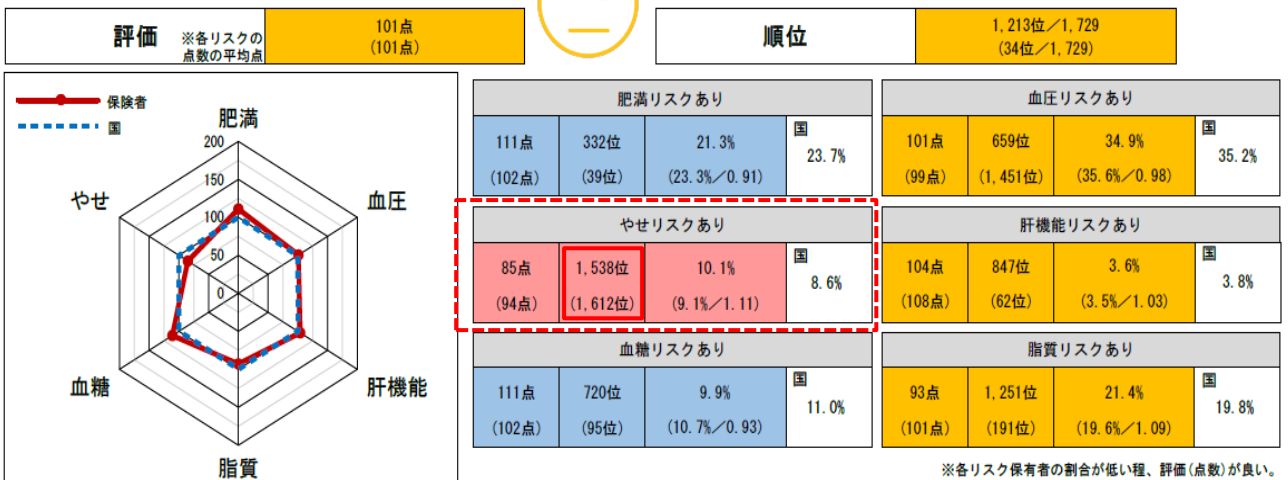 評価 ※各リスクの
点数の平均点
101点
(101点)
順位
1,213位／1,729
(34位／1,729)
保険者
国
肥満
血圧
肝機能
脂質
血糖
やせ
200
150
100
50
0
肥満リスクあり
111点 332位 21.3% 国
23.7%
(102点) (39位) (23.3%／0.91)
血圧リスクあり
101点 659位 34.9% 国
35.2%
(99点) (1,451位) (35.6%／0.98)
やせリスクあり
85点 1,538位 10.1% 国
8.6%
(94点) (1,612位) (9.1%／1.11)
肝機能リスクあり
104点 847位 3.6% 国
3.8%
(108点) (62位) (3.5%／1.03)
血糖リスクあり
111点 720位 9.9% 国
11.0%
(102点) (95位) (10.7%／0.93)
脂質リスクあり
93点 1,251位 21.4% 国
19.8%
(101点) (191位) (19.6%／1.09)
※各リスク保有者の割合が低い程、評価(点数)が良い。